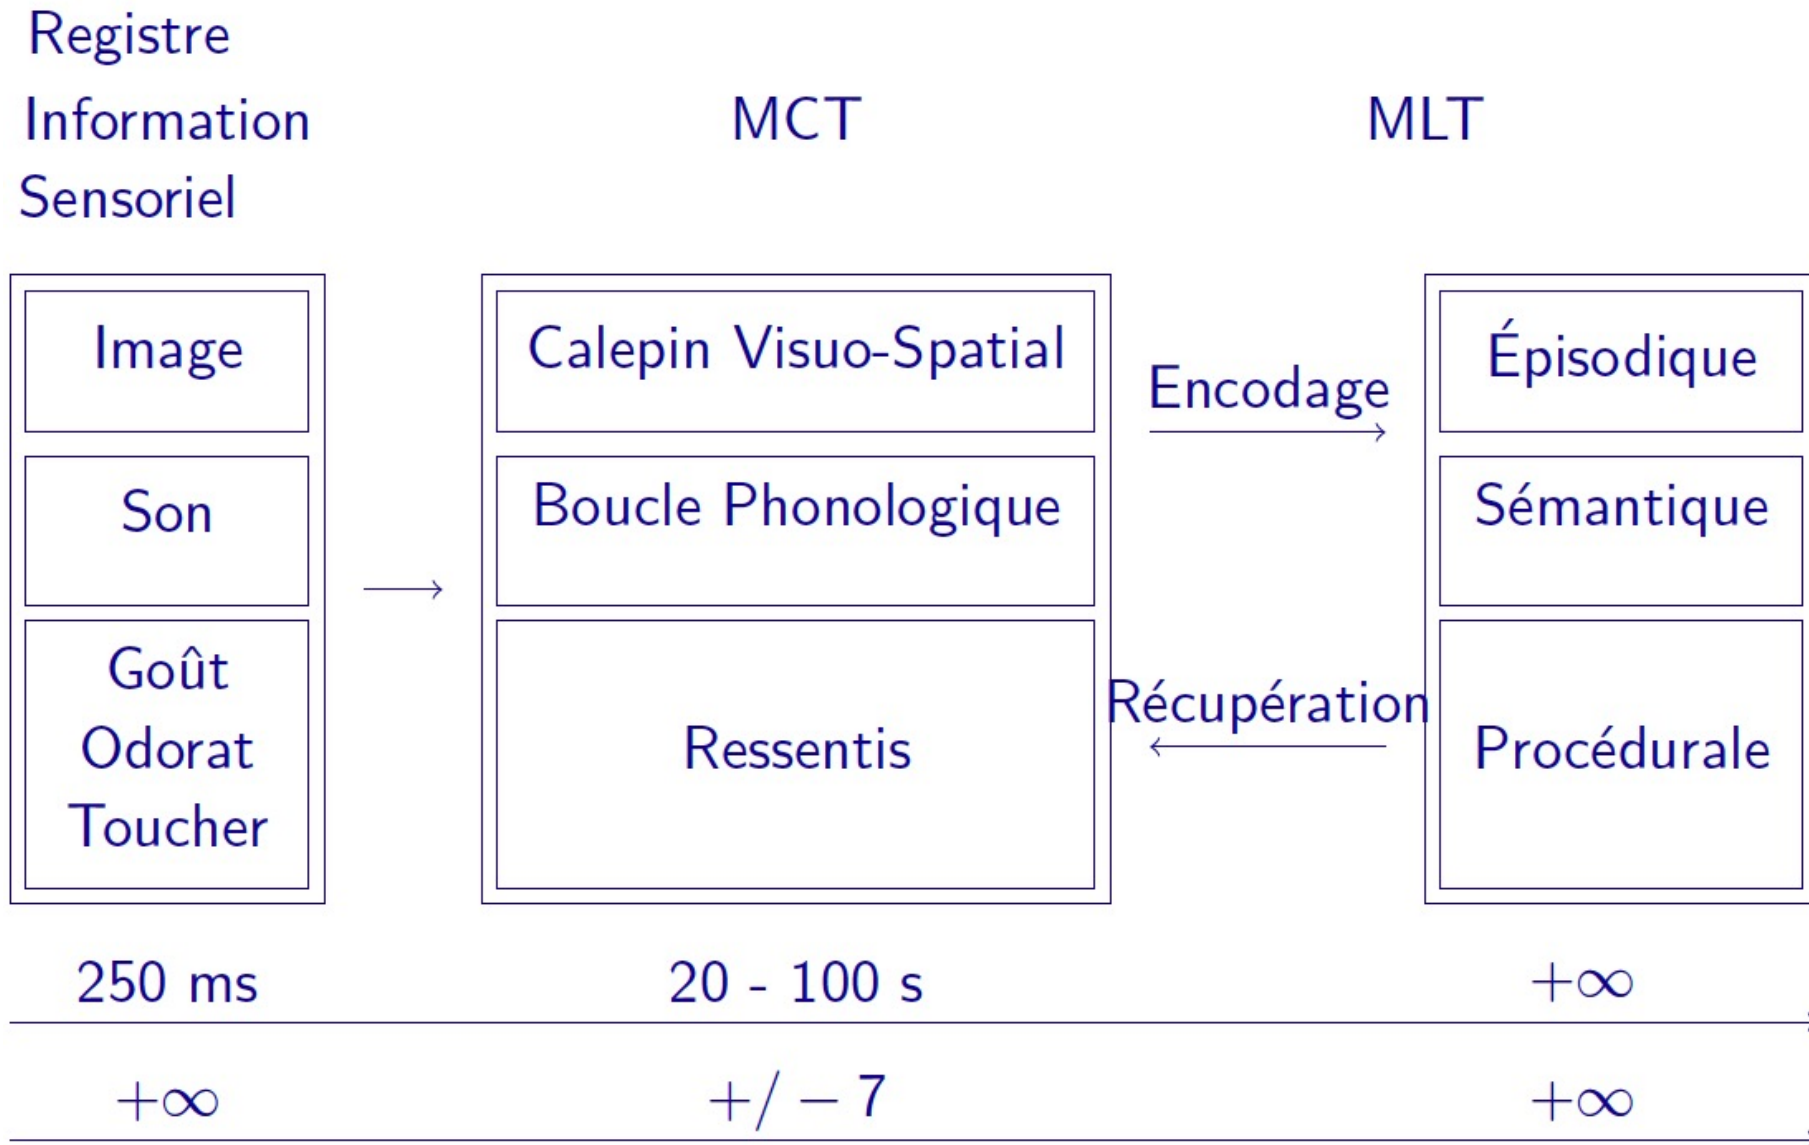 Registre
Information
Sensoriel
MCT
MLT
Image
Son
Goût
Odorat
Toucher
Calepin Visuo-Spatial
Boucle Phonologique
Ressentis
Encodage
Récupération
Épisodique
Sémantique
Procédurale
250 ms
20 - 100 s
+∞
+∞
+/ − 7
+∞